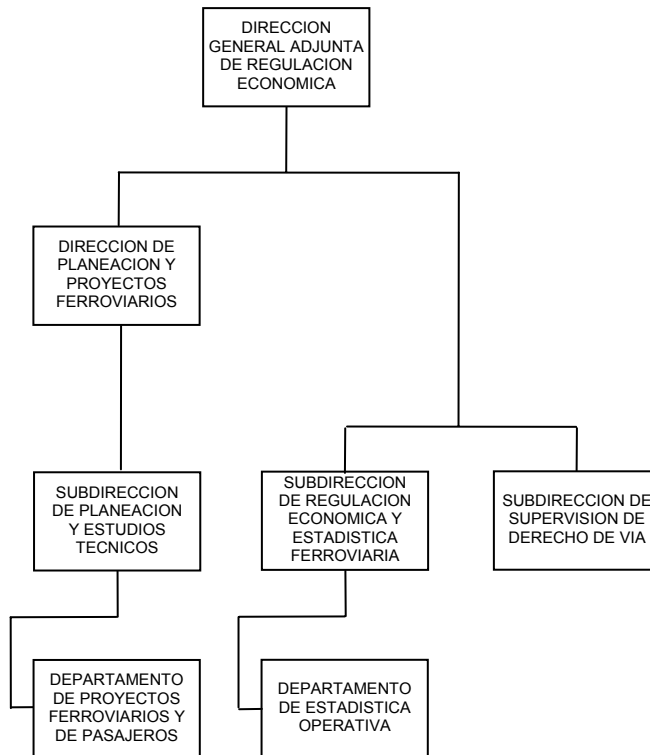 DIRECCION
GENERAL ADJUNTA
DE REGULACION
ECONOMICA
DIRECCION DE
PLANEACION Y
PROYECTOS
FERROVIARIOS
SUBDIRECCION
DE PLANEACION
Y ESTUDIOS
TECNICOS
SUBDIRECCION
DE REGULACION
ECONOMICA Y
ESTADISTICA
FERROVIARIA
SUBDIRECCION DE
SUPERVISION DE
DERECHO DE VIA
DEPARTAMENTO
DE PROYECTOS
FERROVIARIOS Y
DE PASAJEROS
DEPARTAMENTO
DE ESTADISTICA
OPERATIVA